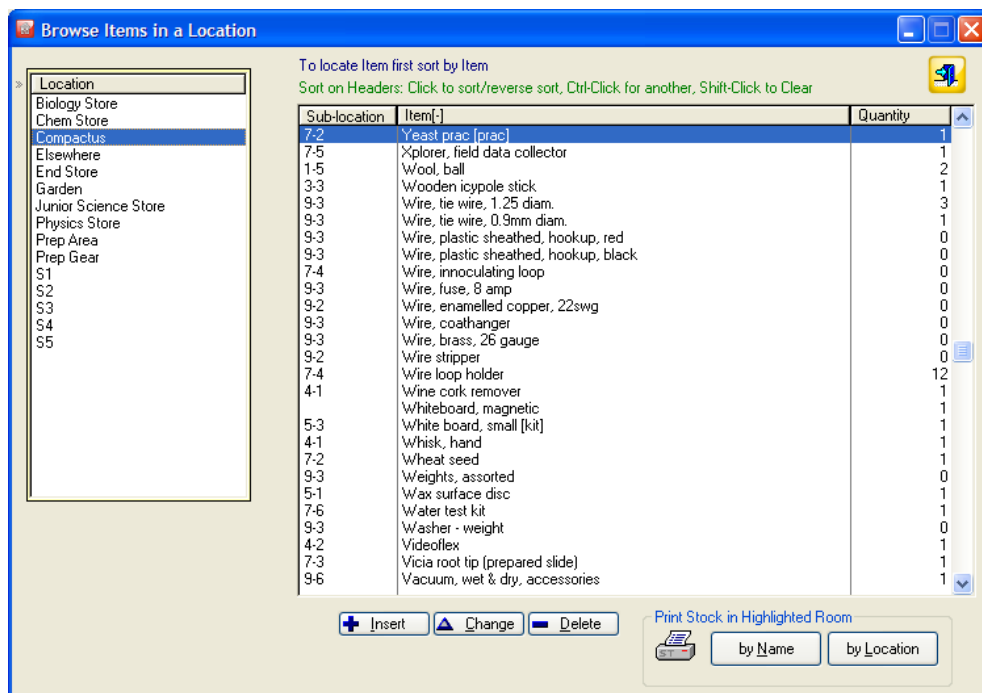 Browse Items in a Location
To locate Item first sort by Item
Sort on Headers: Click to sort/reverse sort, Ctrl-Click for another, Shift-Click to Clear
Location
Biology Store
Chem Store
Compactus
Elsewhere
End Store
Garden
Junior Science Store
Physics Store
Prep Area
Prep Gear
S1
S2
S3
S4
S5
Sub-location Item[-] Quantity
7-2 Yeast prac [prac] 1
7-5 Xplorer, field data collector 1
1-5 Wool, ball 2
3-3 Wooden icypole stick 1
9-3 Wire, tie wire, 1.25 diam. 3
9-3 Wire, tie wire, 0.9mm diam. 1
9-3 Wire, plastic sheathed, hookup, red 0
9-3 Wire, plastic sheathed, hookup, black 0
7-4 Wire, innoculating loop 0
9-3 Wire, fuse, 8 amp 0
9-2 Wire, enamelled copper, 22swg 0
9-3 Wire, coathanger 0
9-3 Wire, brass, 26 gauge 0
9-2 Wire stripper 0
7-4 Wire loop holder 12
4-1 Wine cork remover 1
Whiteboard, magnetic 1
5-3 White board, small [kit] 1
4-1 Whisk, hand 1
7-2 Wheat seed 1
9-3 Weights, assorted 0
5-1 Wax surface disc 1
7-6 Water test kit 1
9-3 Washer - weight 0
4-2 Videoflex 1
7-3 Vicia root tip (prepared slide) 1
9-6 Vacuum, wet & dry, accessories 1
Insert Change Delete
Print Stock in Highlighted Room
by Name by Location